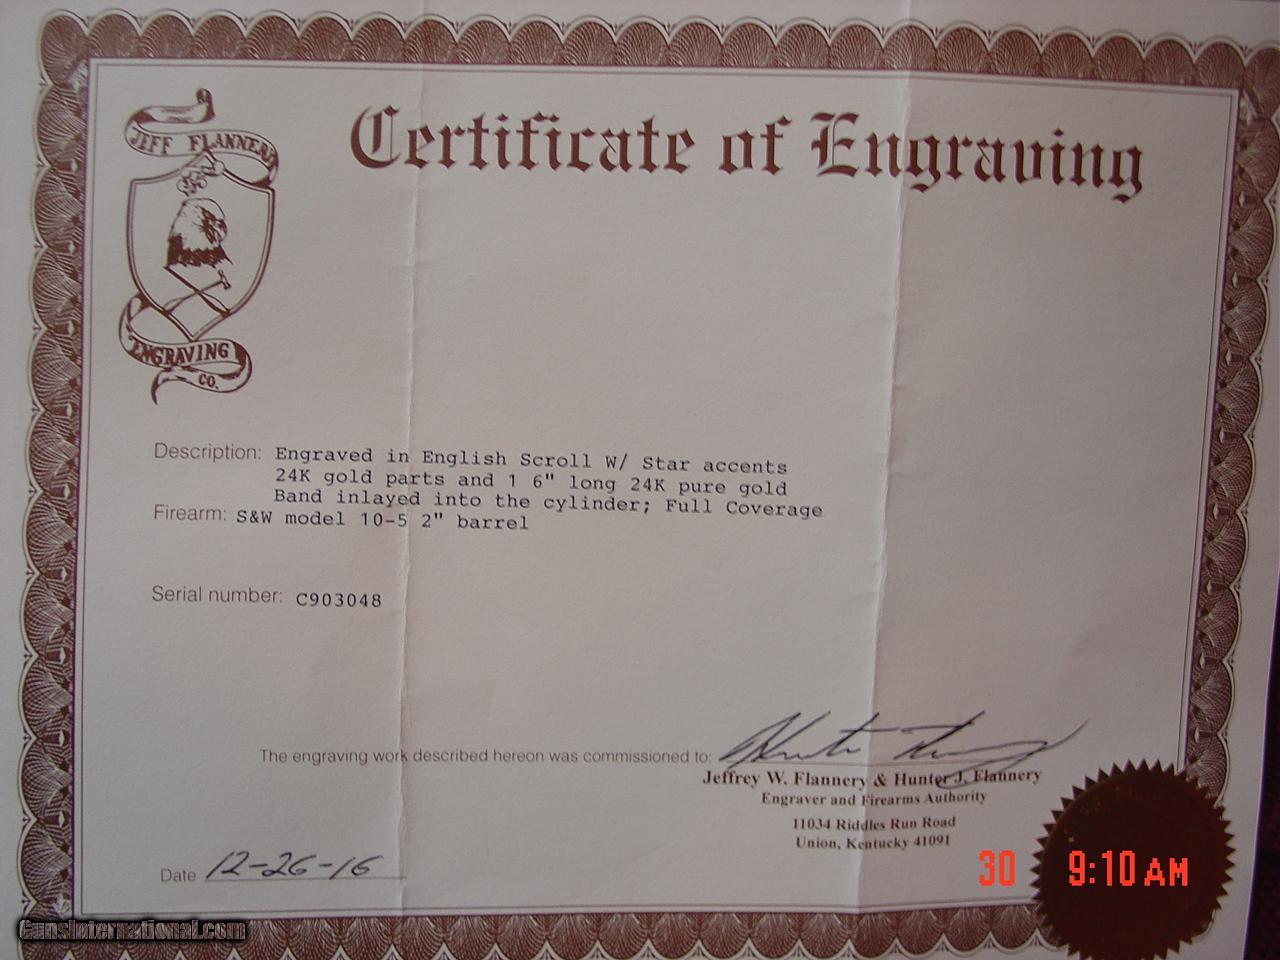 JEFF FLANNERY
Certificate of Engraving
ENGRAVING
CO.
Description: Engraved in English Scroll W/ Star accents
24K gold parts and 1 6" long 24K pure gold
Band inlayed into the cylinder; Full Coverage
Firearm: S&W model 10-5 2" barrel
Serial number: C903048
The engraving work described hereon was commissioned to:
Jeffrey W. Flannery & Hunter J. Flannery
Engraver and Firearms Authority
11034 Riddles Run Road
Union, Kentucky 41091
Date 12-26-16
30 9:10 AM
GunsInternational.com